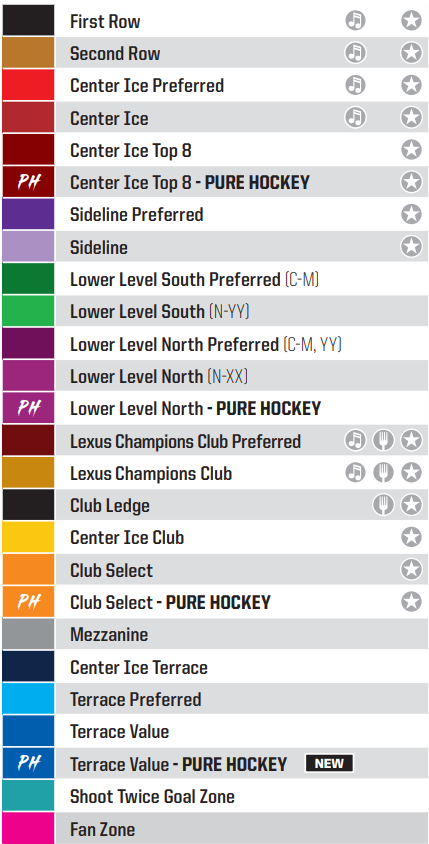 First Row
Second Row
Center Ice Preferred
Center Ice
Center Ice Top 8
PH Center Ice Top 8 - PURE HOCKEY
Sideline Preferred
Sideline
Lower Level South Preferred (C-M)
Lower Level South (N-YY)
Lower Level North Preferred (C-M, YY)
Lower Level North (N-XX)
PH Lower Level North - PURE HOCKEY
Lexus Champions Club Preferred
Lexus Champions Club
Club Ledge
Center Ice Club
Club Select
PH Club Select - PURE HOCKEY
Mezzanine
Center Ice Terrace
Terrace Preferred
Terrace Value
PH Terrace Value - PURE HOCKEY NEW
Shoot Twice Goal Zone
Fan Zone